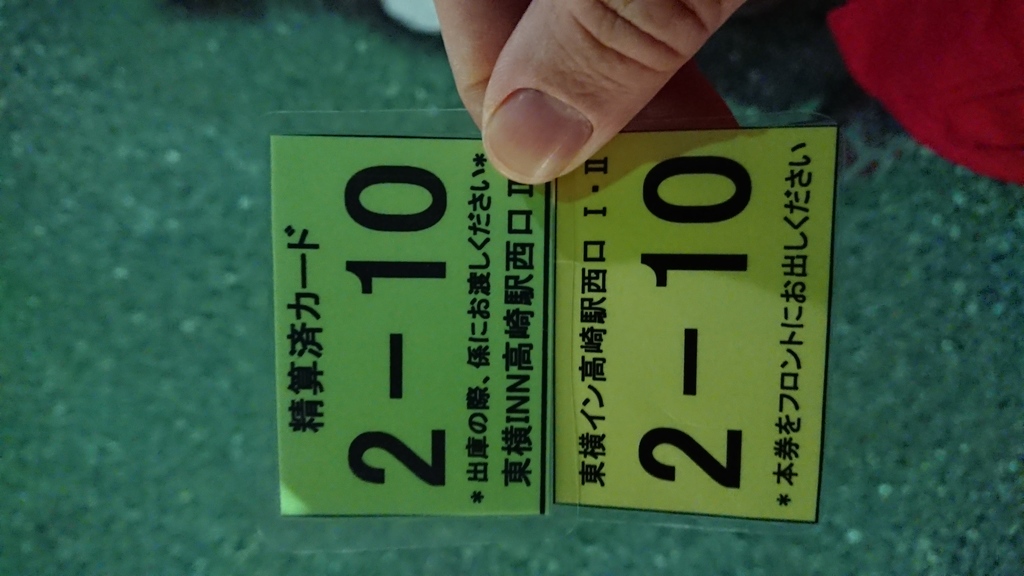 精算済カード
2-10
*出庫の際、係にお渡しください*
東横INN高崎駅西口 I
東横イン高崎駅西口 I・II
2-10
*本券をフロントにお出しください